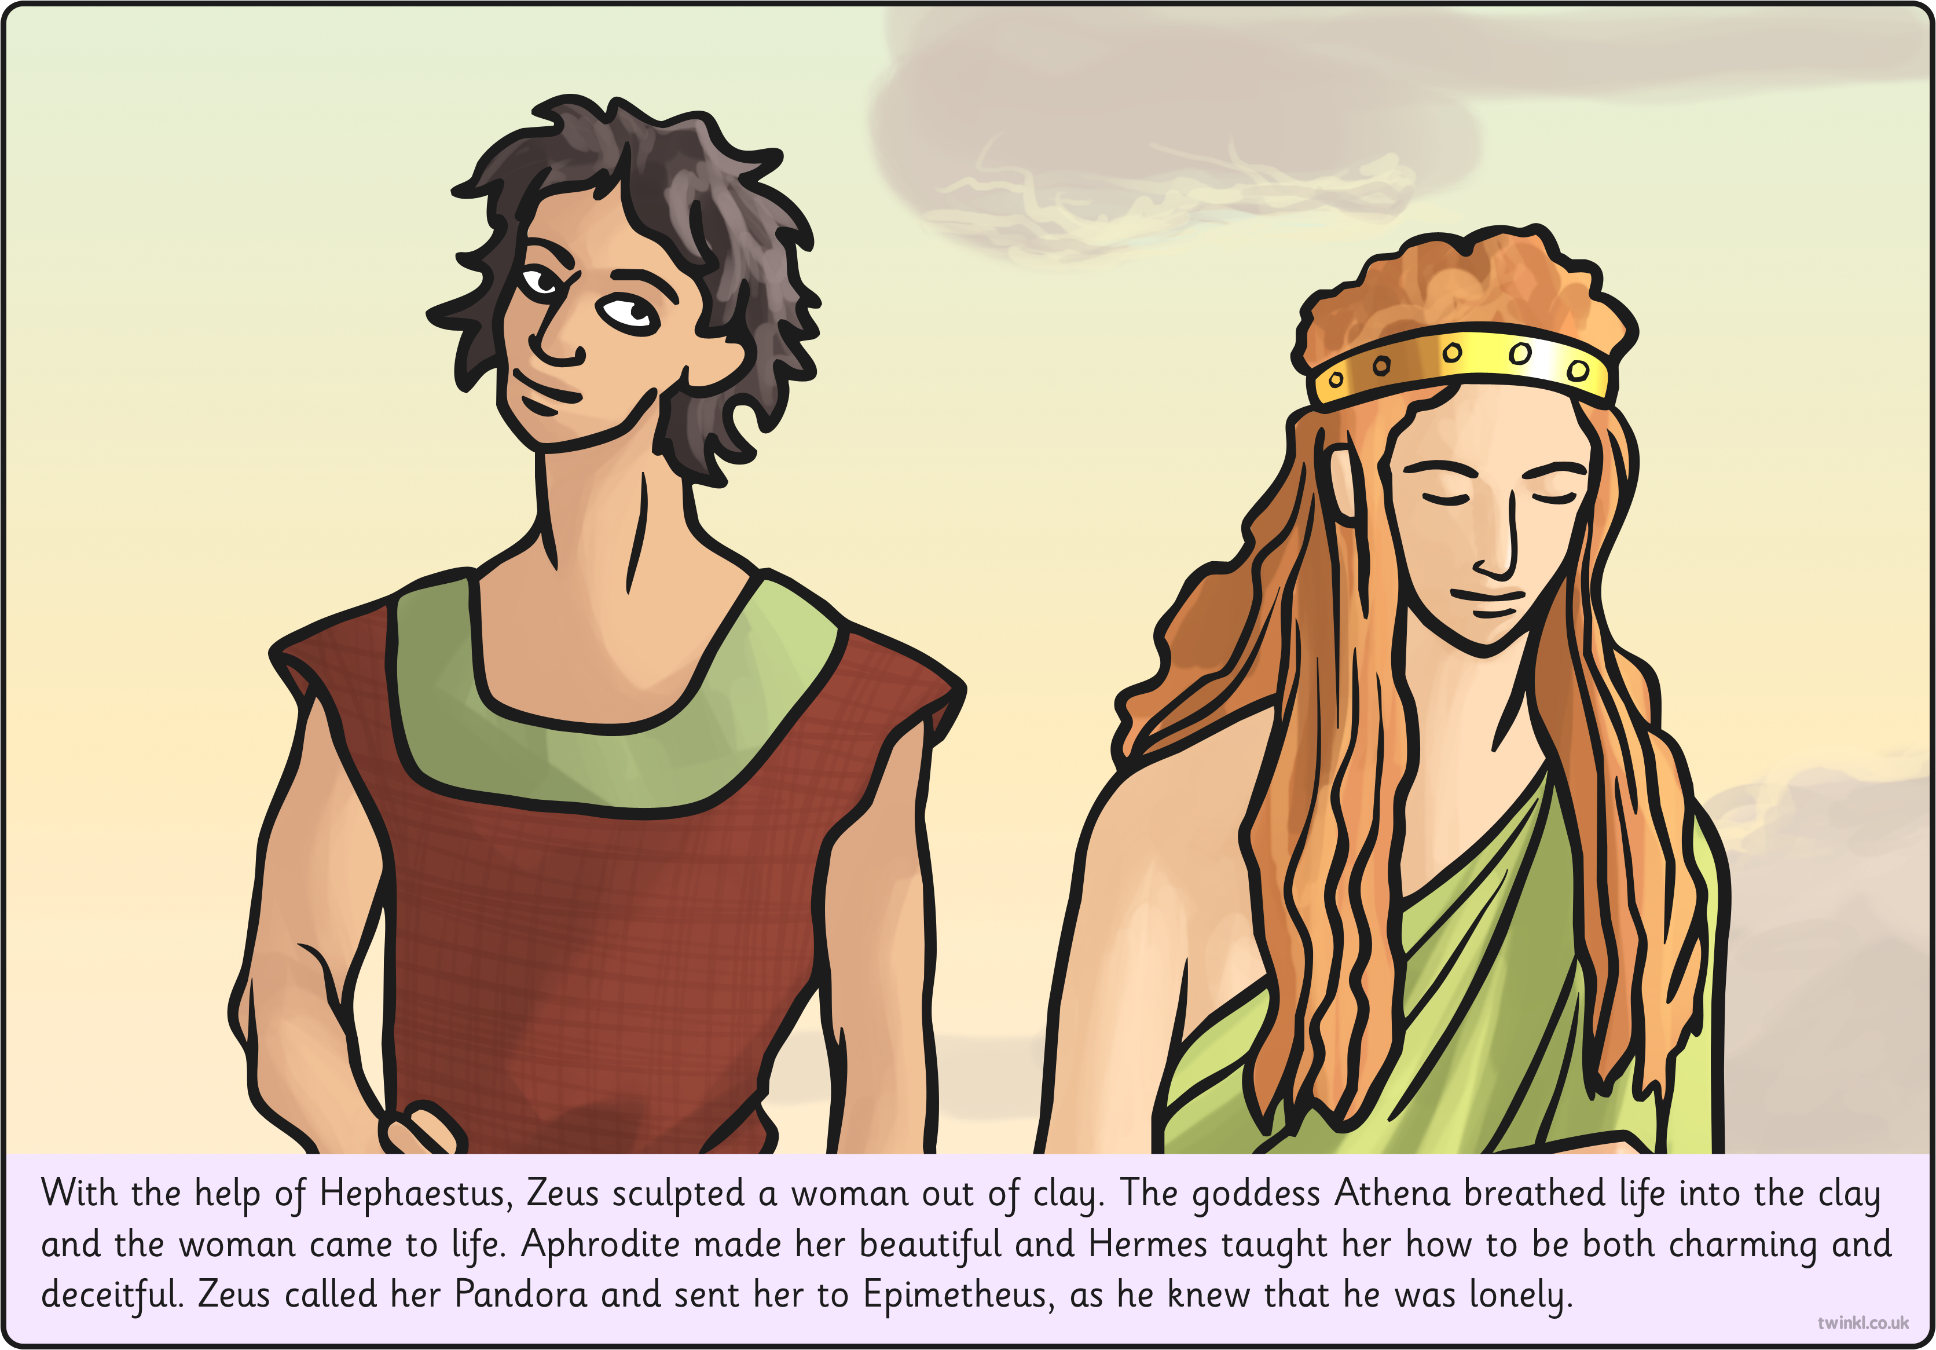 With the help of Hephaestus, Zeus sculpted a woman out of clay. The goddess Athena breathed life into the clay
and the woman came to life. Aphrodite made her beautiful and Hermes taught her how to be both charming and
deceitful. Zeus called her Pandora and sent her to Epimetheus, as he knew that he was lonely.
twinkl.co.uk